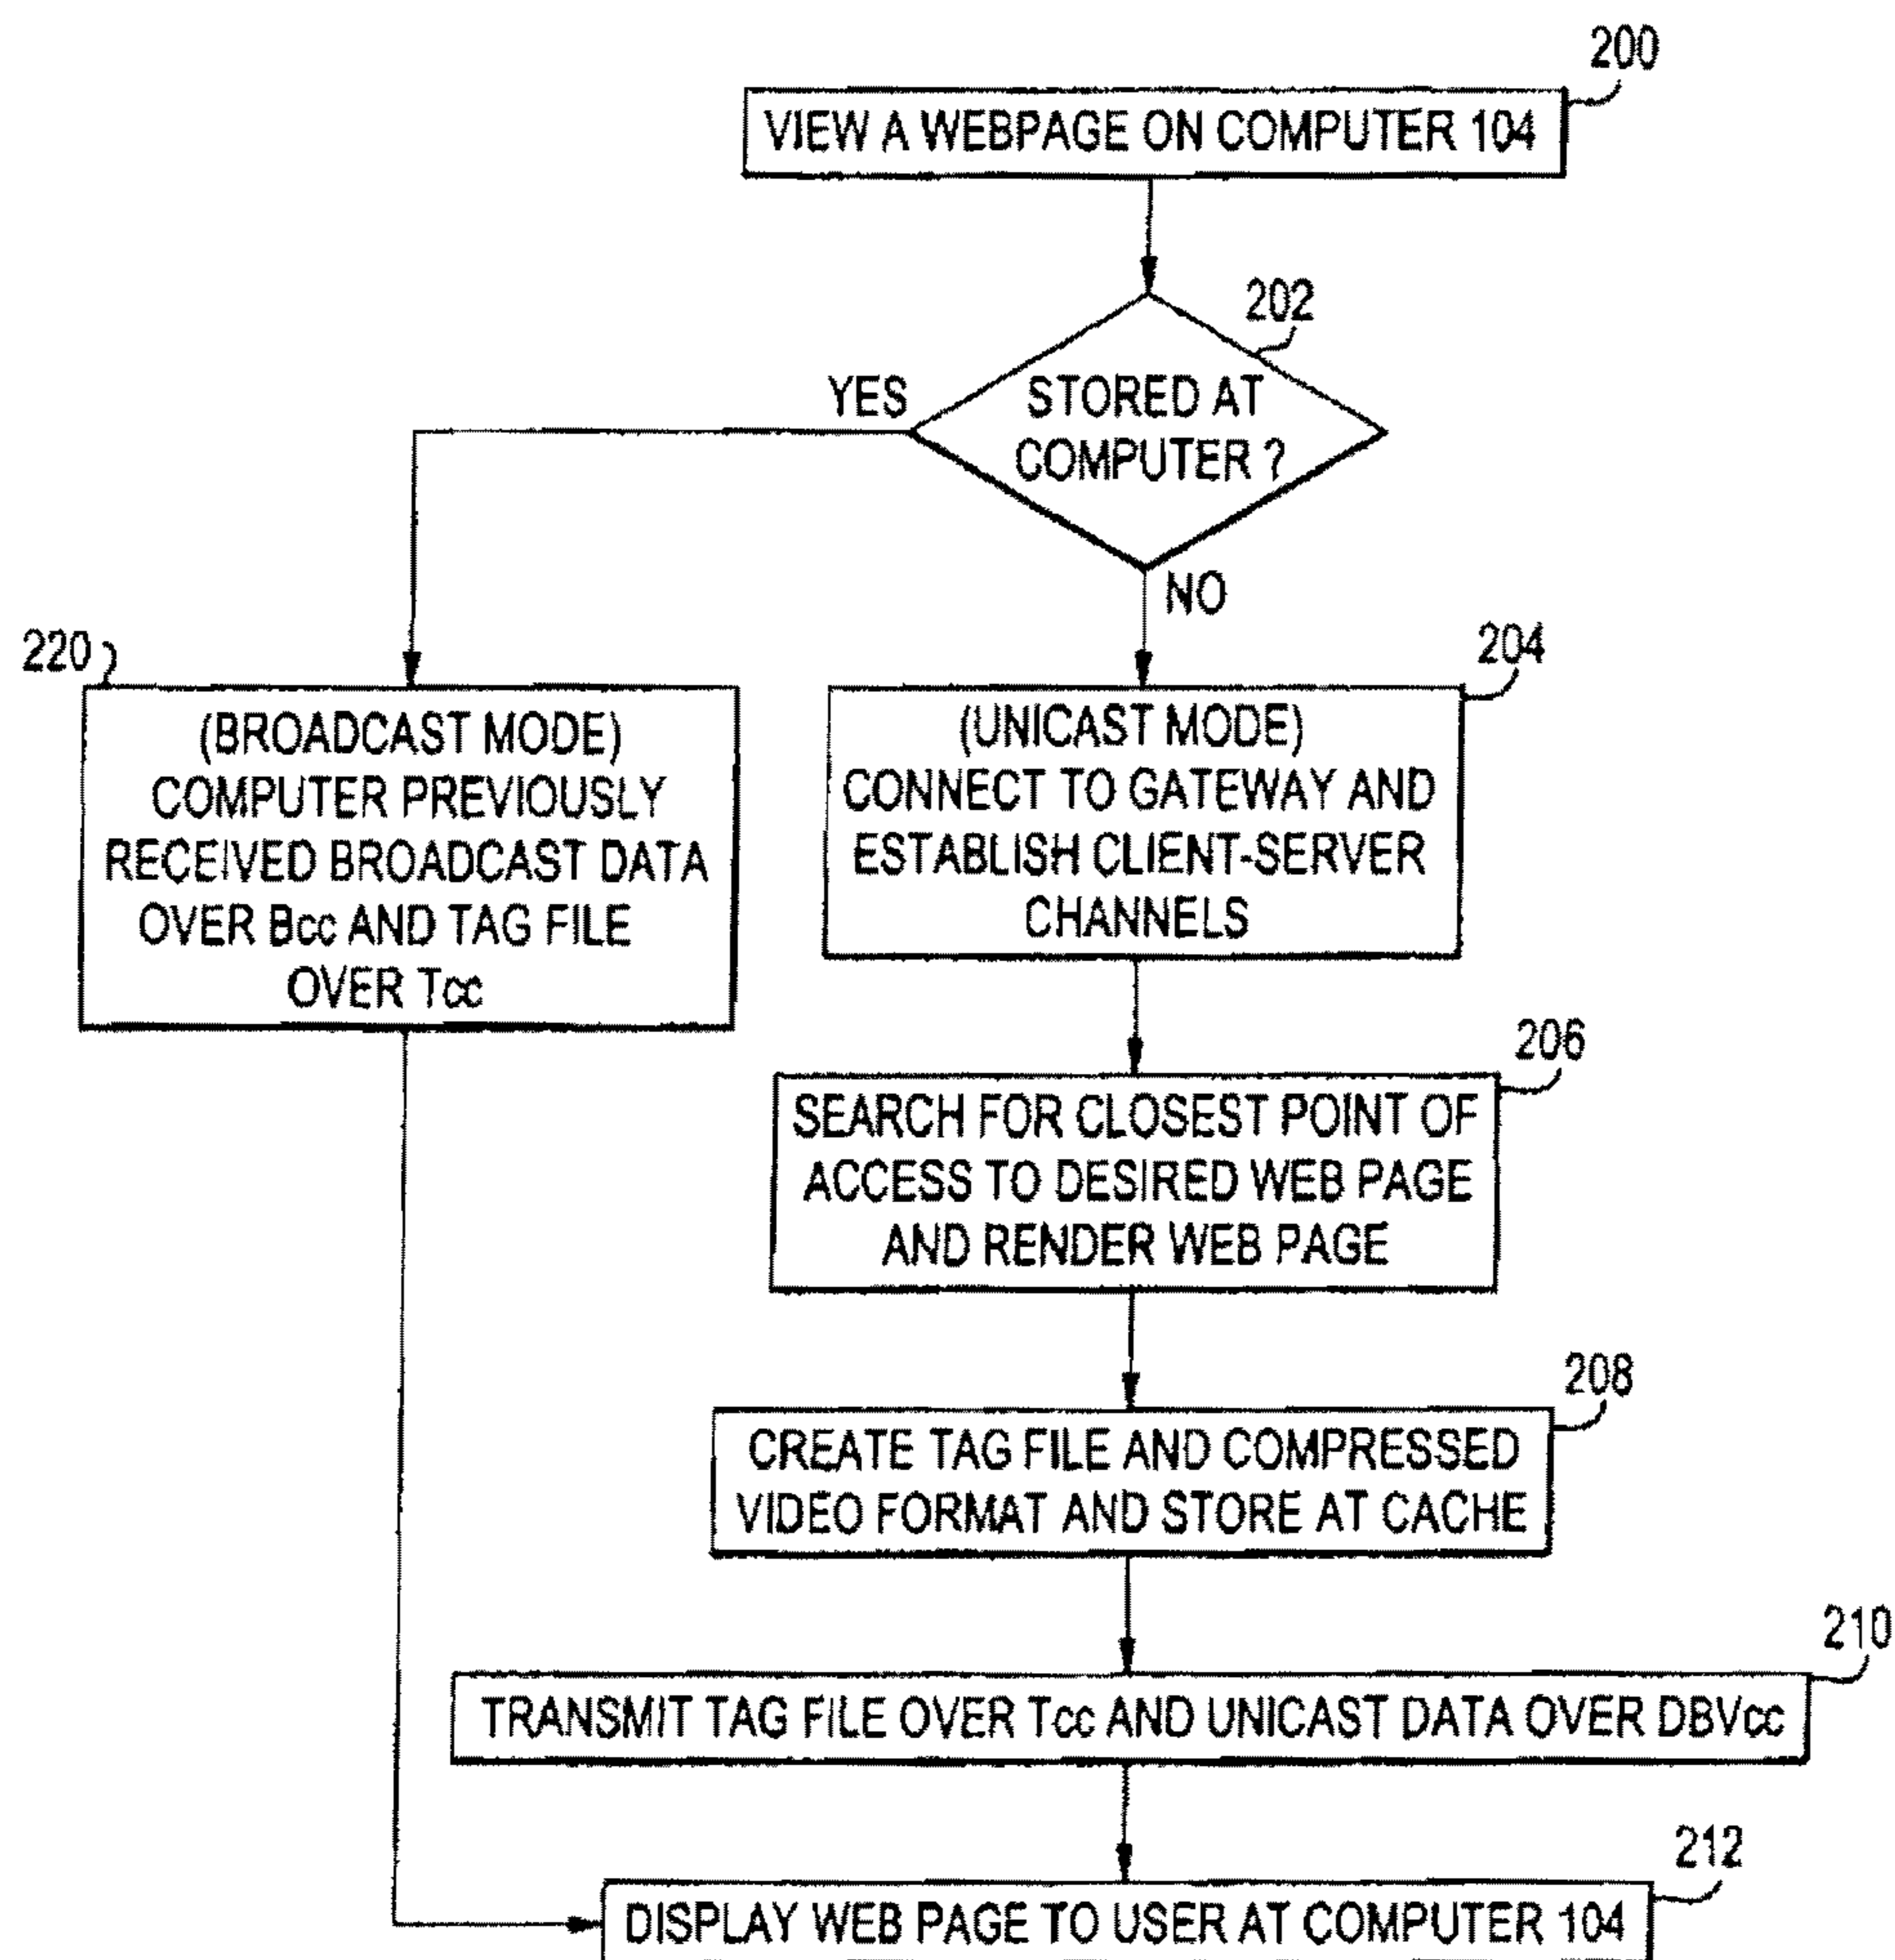 200
VIEW A WEBPAGE ON COMPUTER 104
202
STORED AT
COMPUTER ?
YES
NO
220
(BROADCAST MODE)
COMPUTER PREVIOUSLY
RECEIVED BROADCAST DATA
OVER Bcc AND TAG FILE
OVER Tcc
204
(UNICAST MODE)
CONNECT TO GATEWAY AND
ESTABLISH CLIENT-SERVER
CHANNELS
206
SEARCH FOR CLOSEST POINT OF
ACCESS TO DESIRED WEB PAGE
AND RENDER WEB PAGE
208
CREATE TAG FILE AND COMPRESSED
VIDEO FORMAT AND STORE AT CACHE
210
TRANSMIT TAG FILE OVER Tcc AND UNICAST DATA OVER DBVcc
212
DISPLAY WEB PAGE TO USER AT COMPUTER 104